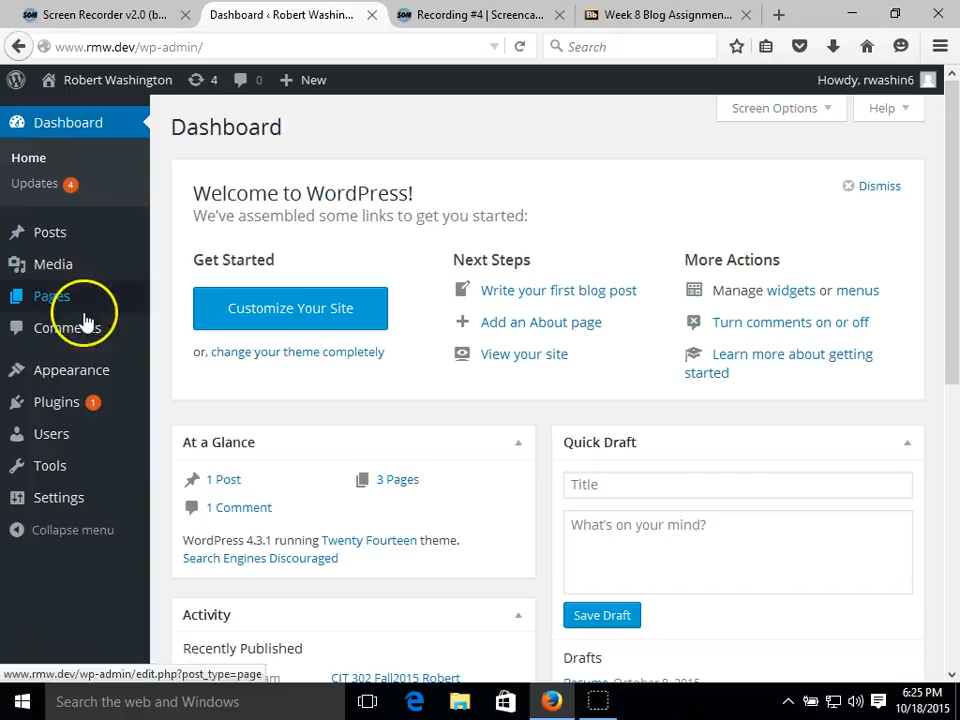 Screen Recorder v2.0 (b...
Dashboard ‹ Robert Washin...
Recording #4 | Screenca...
Week 8 Blog Assignmen...
www.rmw.dev/wp-admin/
Search
Robert Washington
4
0
New
Howdy, rwashin6
Dashboard
Home
Updates 4
Posts
Media
Pages
Comments
Appearance
Plugins 1
Users
Tools
Settings
Collapse menu
Dashboard
Screen Options
Help
Welcome to WordPress!
We've assembled some links to get you started:
Dismiss
Get Started
Customize Your Site
or, change your theme completely
Next Steps
Write your first blog post
Add an About page
View your site
More Actions
Manage widgets or menus
Turn comments on or off
Learn more about getting
started
At a Glance
1 Post
3 Pages
1 Comment
WordPress 4.3.1 running Twenty Fourteen theme.
Search Engines Discouraged
Activity
Recently Published
CIT 302 Fall2015 Robert
Quick Draft
Title
What's on your mind?
Save Draft
Drafts
Resume October 8, 2015
www.rmw.dev/wp-admin/edit.php?post_type=page
Search the web and Windows
6:25 PM
10/18/2015